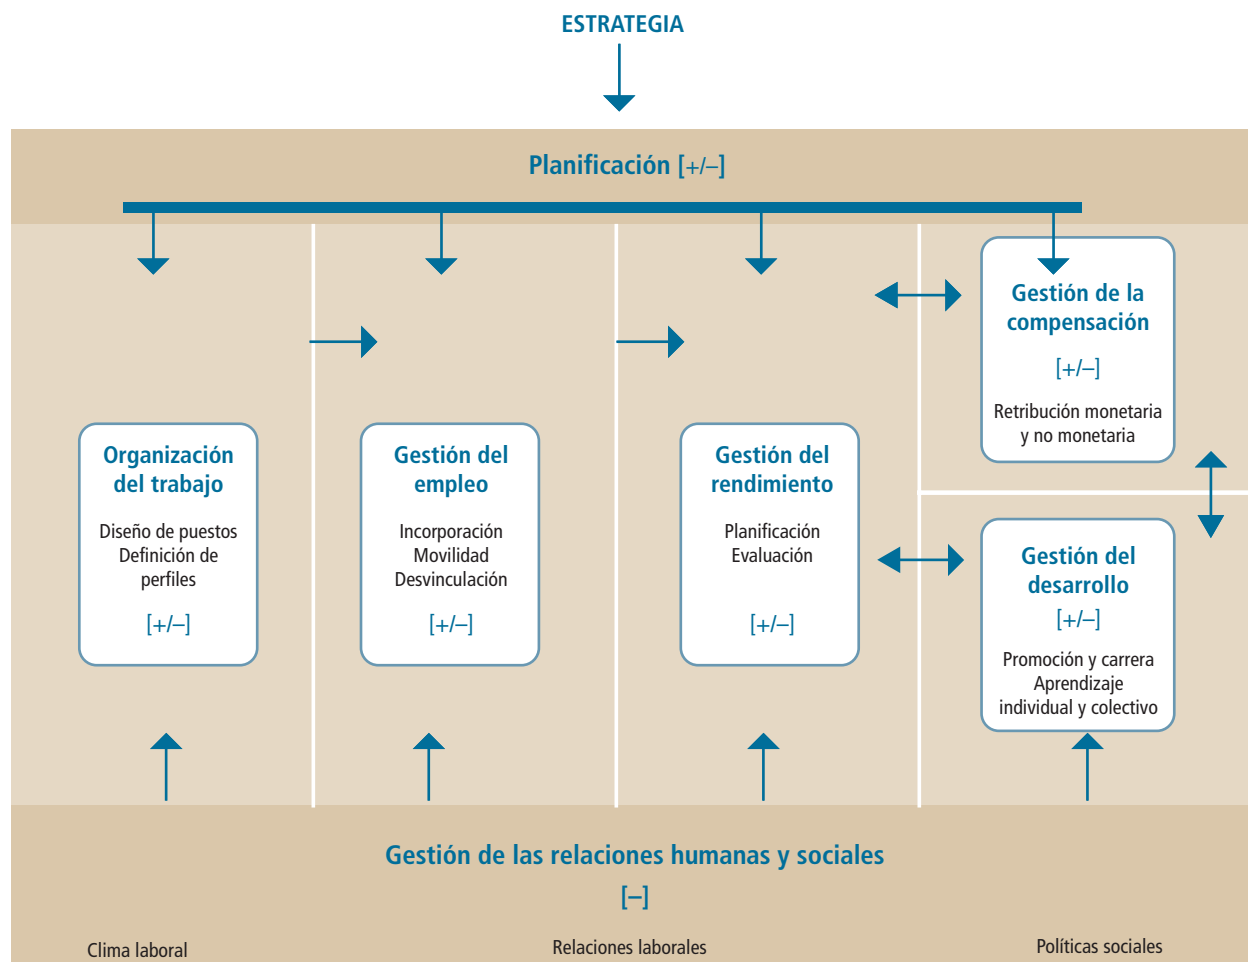 ESTRATEGIA
Planificación [+/–]
Organización
del trabajo
Diseño de puestos
Definición de
perfiles
[+/–]
Gestión del
empleo
Incorporación
Movilidad
Desvinculación
[+/–]
Gestión del
rendimiento
Planificación
Evaluación
[+/–]
Gestión de la
compensación
[+/–]
Retribución monetaria
y no monetaria
Gestión del
desarrollo
[+/–]
Promoción y carrera
Aprendizaje
individual y colectivo
Gestión de las relaciones humanas y sociales
[–]
Clima laboral
Relaciones laborales
Políticas sociales